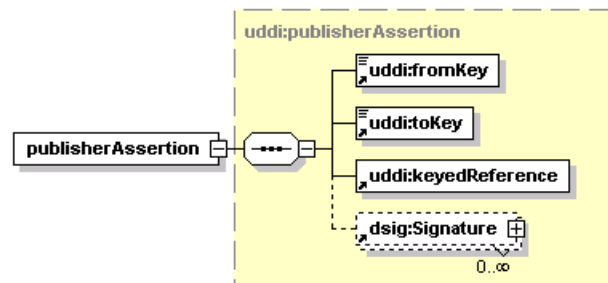 uddi:publisherAssertion
uddi:fromKey
uddi:toKey
publisherAssertion
uddi:keyedReference
dsig:Signature
0..∞